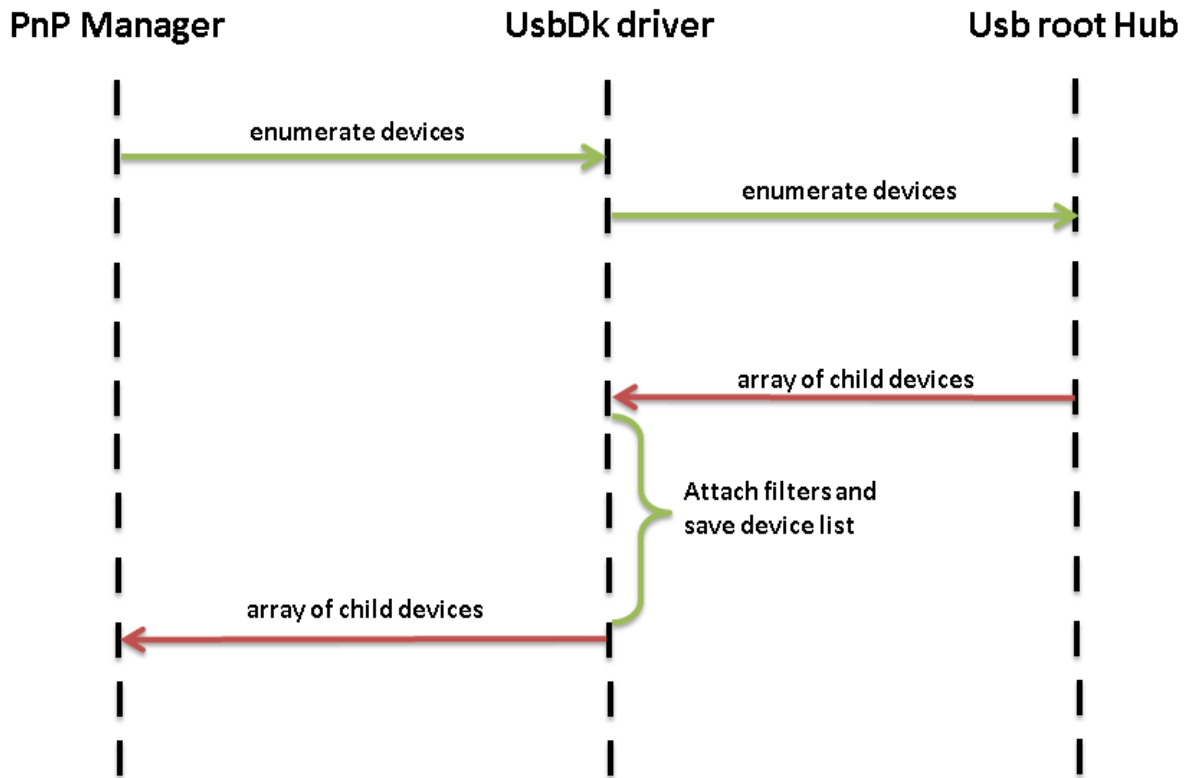 PnP Manager
UsbDk driver
Usb root Hub
enumerate devices
enumerate devices
array of child devices
Attach filters and
save device list
array of child devices